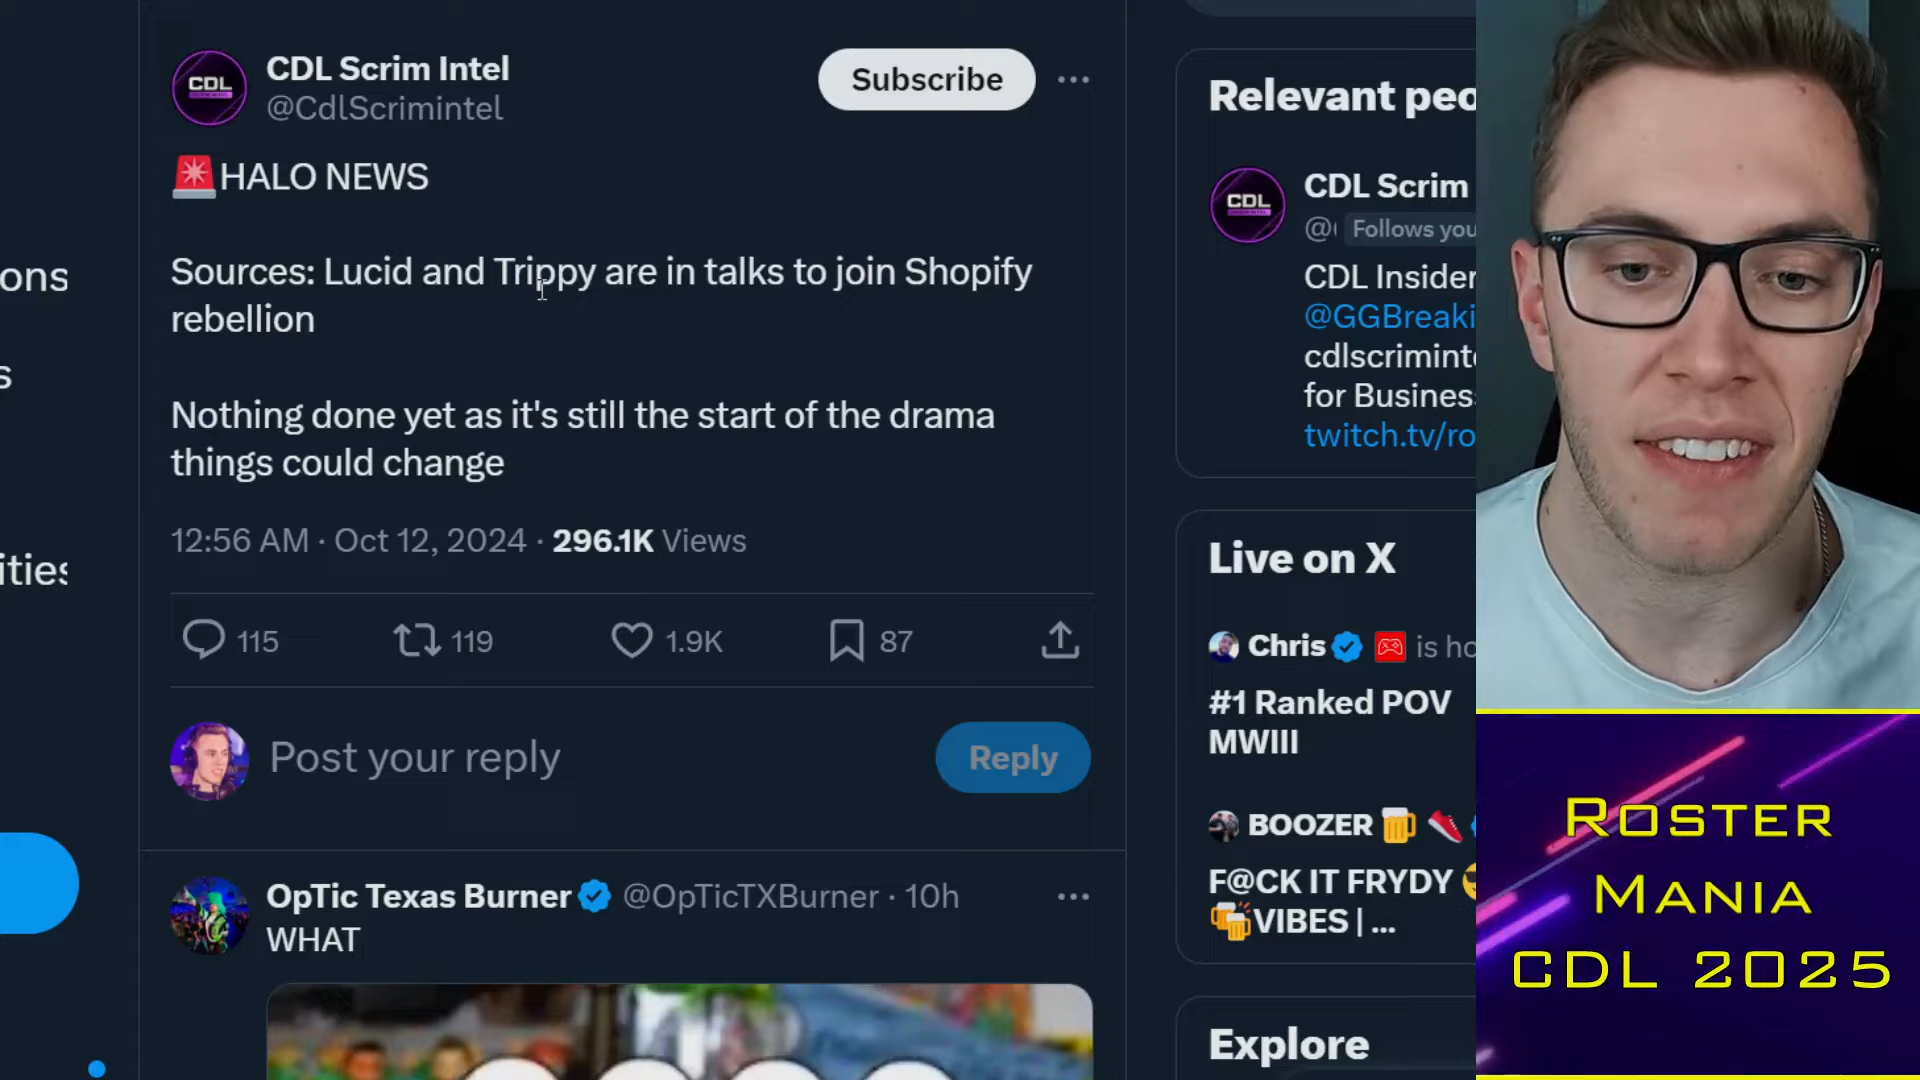 CDL Scrim Intel
@CdlScrimintel
Subscribe
HALO NEWS
Sources: Lucid and Trippy are in talks to join Shopify
rebellion
Nothing done yet as it's still the start of the drama
things could change
12:56 AM · Oct 12, 2024 · 296.1K Views
115 119 1.9K 87
Post your reply
Reply
OpTic Texas Burner @OpTicTXBurner · 10h
WHAT
ons
s
ities
Relevant peo
CDL
CDL
CDL Scrim
@ Follows you
CDL Insider
@GGBreaki
cdlscriminte
for Busines
twitch.tv/ro
Live on X
Chris is ho
#1 Ranked POV
MWIII
BOOZER
F@CK IT FRYDY
VIBES | ...
Explore
ROSTER
MANIA
CDL 2025